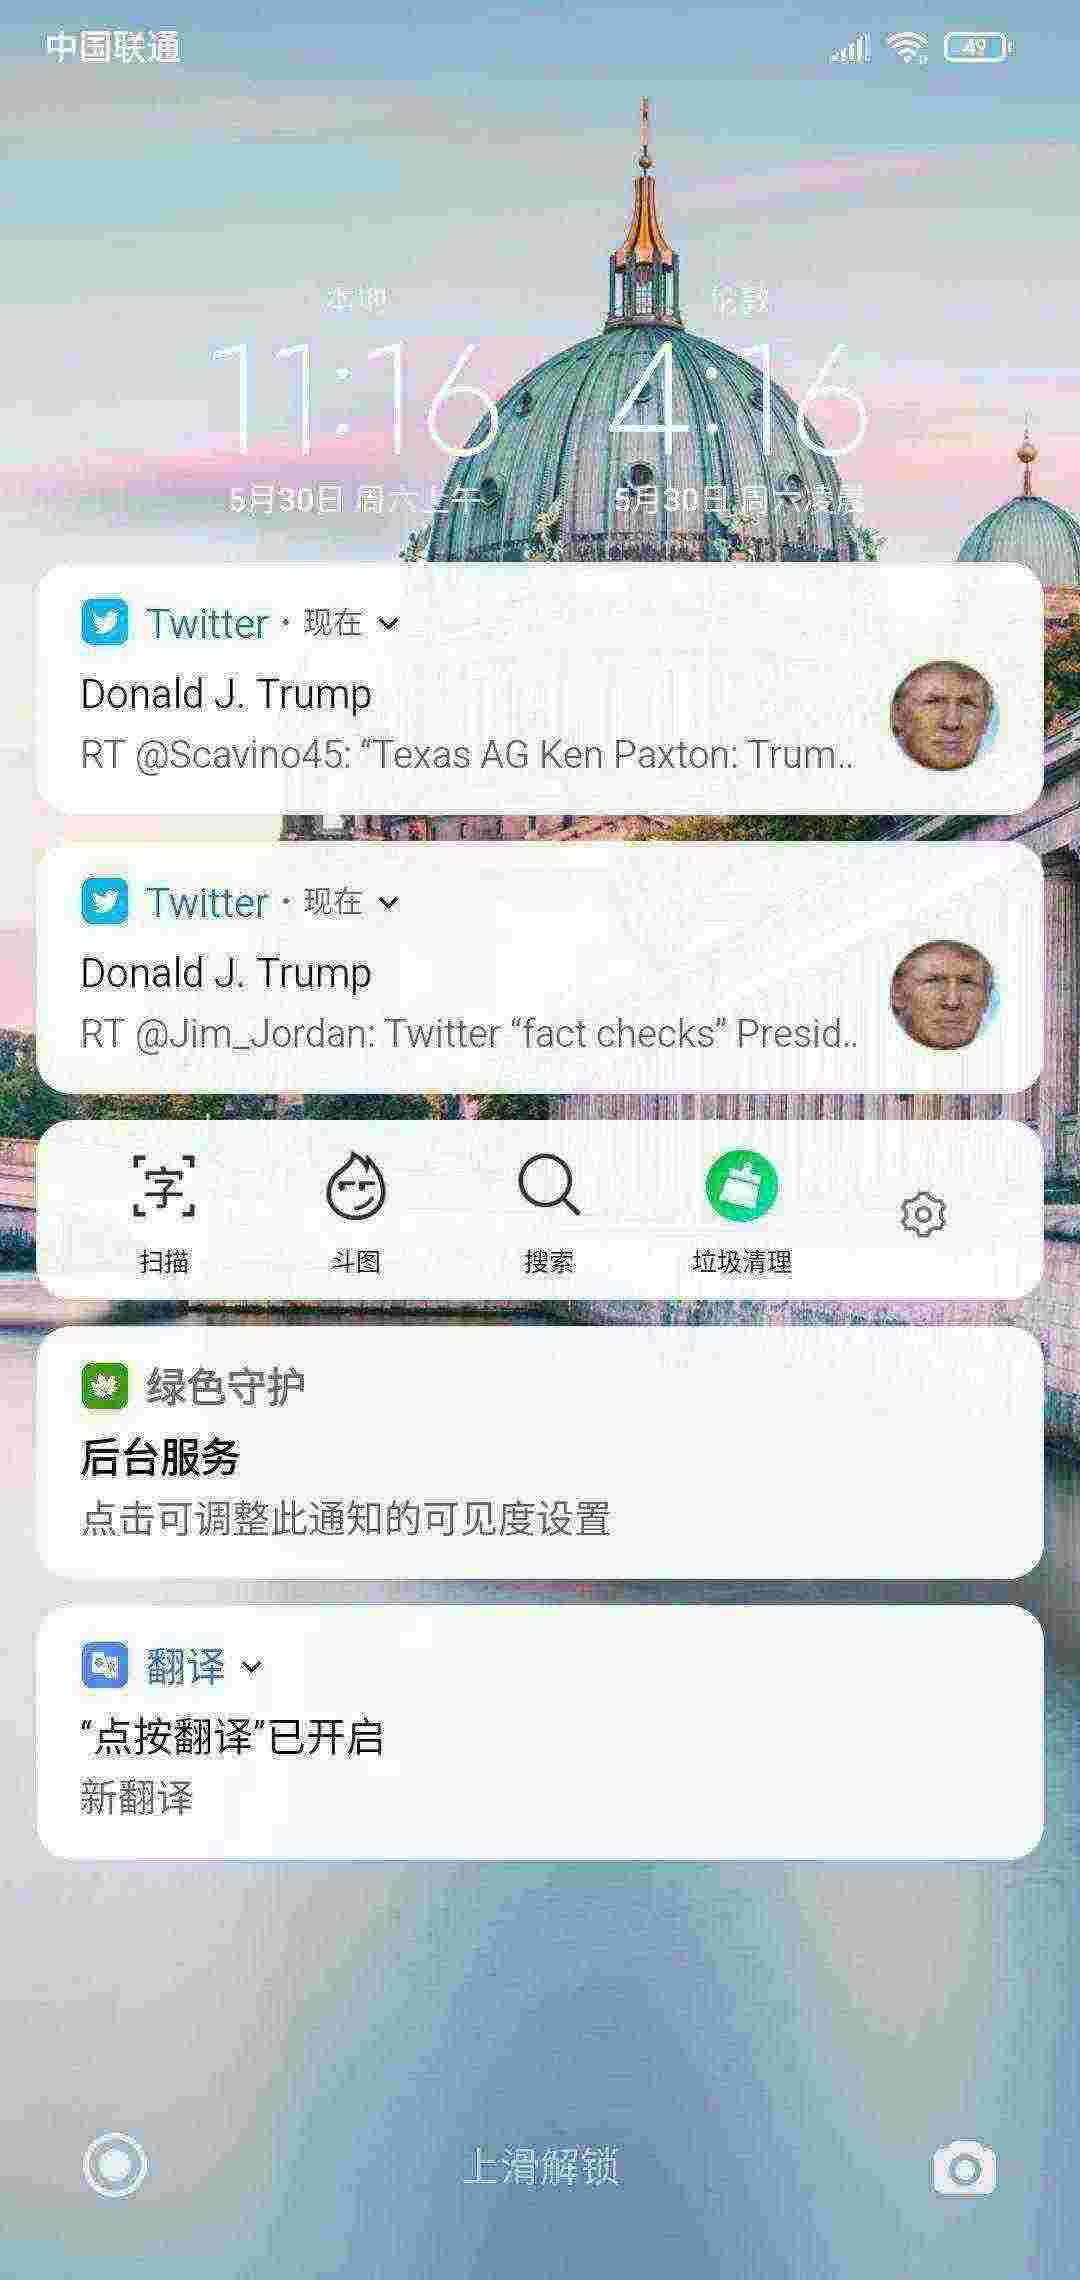 中国联通
49
本地
伦敦
11:16
4:16
5月30日 周六上午
5月30日 周六凌晨
Twitter · 现在
Donald J. Trump
RT @Scavino45: “Texas AG Ken Paxton: Trum..
Twitter · 现在
Donald J. Trump
RT @Jim_Jordan: Twitter “fact checks” Presid..
字
扫描
斗图
搜索
垃圾清理
绿色守护
后台服务
点击可调整此通知的可见度设置
翻译
“点按翻译”已开启
新翻译
上滑解锁